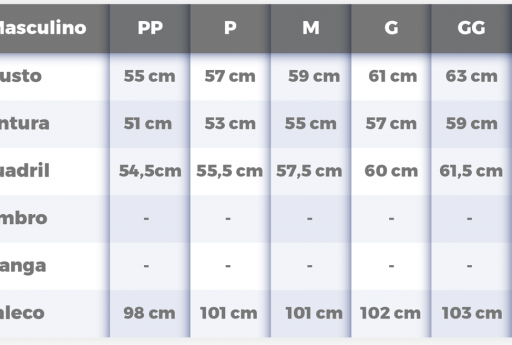 Masculino PP P M G GG
usto 55 cm 57 cm 59 cm 61 cm 63 cm
ntura 51 cm 53 cm 55 cm 57 cm 59 cm
uadril 54,5cm 55,5 cm 57,5 cm 60 cm 61,5 cm
mbro - - - - -
anga - - - - -
aleco 98 cm 101 cm 101 cm 102 cm 103 cm